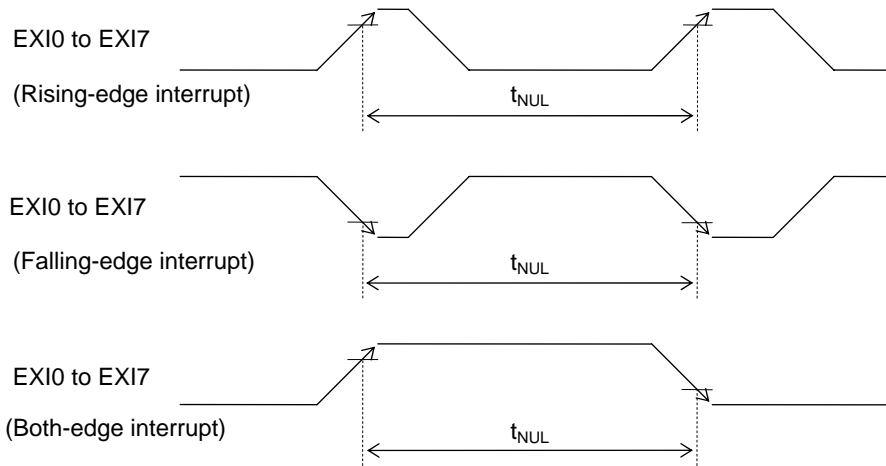 EXI0 to EXI7
(Rising-edge interrupt)
tNUL
EXI0 to EXI7
(Falling-edge interrupt)
tNUL
EXI0 to EXI7
(Both-edge interrupt)
tNUL